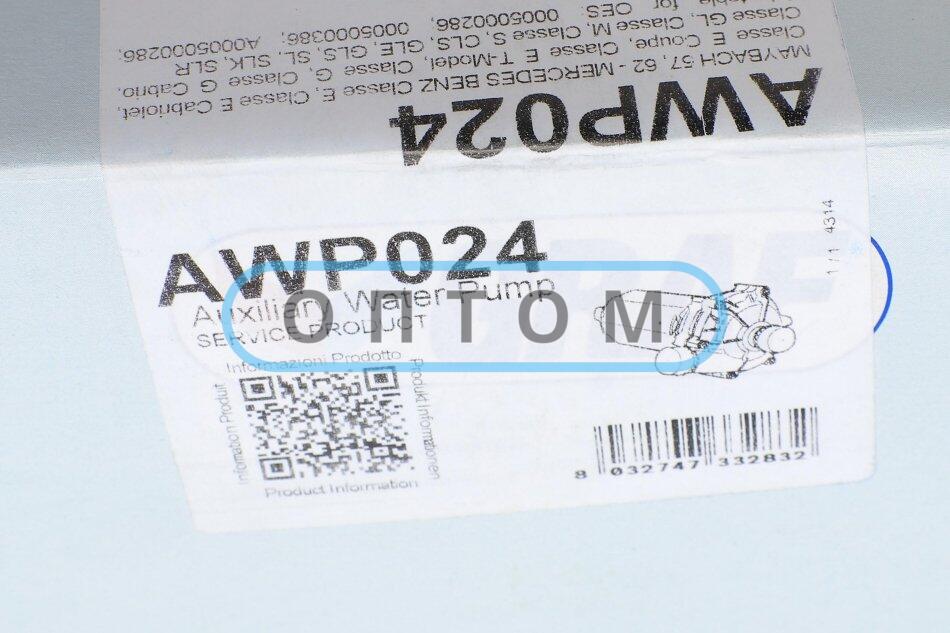 AWP024
MAYBACH 57, 62 - MERCEDES BENZ Classe E, Classe E Cabriolet,
Classe E Coupe, Classe E T-Model, Classe G, Classe G Cabrio,
Classe GL, Classe M, Classe S, CLS, GLE, GLS, SL, SLK, SLR
for OES: 0005000286, 0005000386, A0005000286;
1/1 4314
AWP024
Auxiliary Water Pump
SERVICE PRODUCT
ОПТОМ
Informazioni Prodotto
Information Produit
Produkt Informationen
Product Information
8 032747 332832